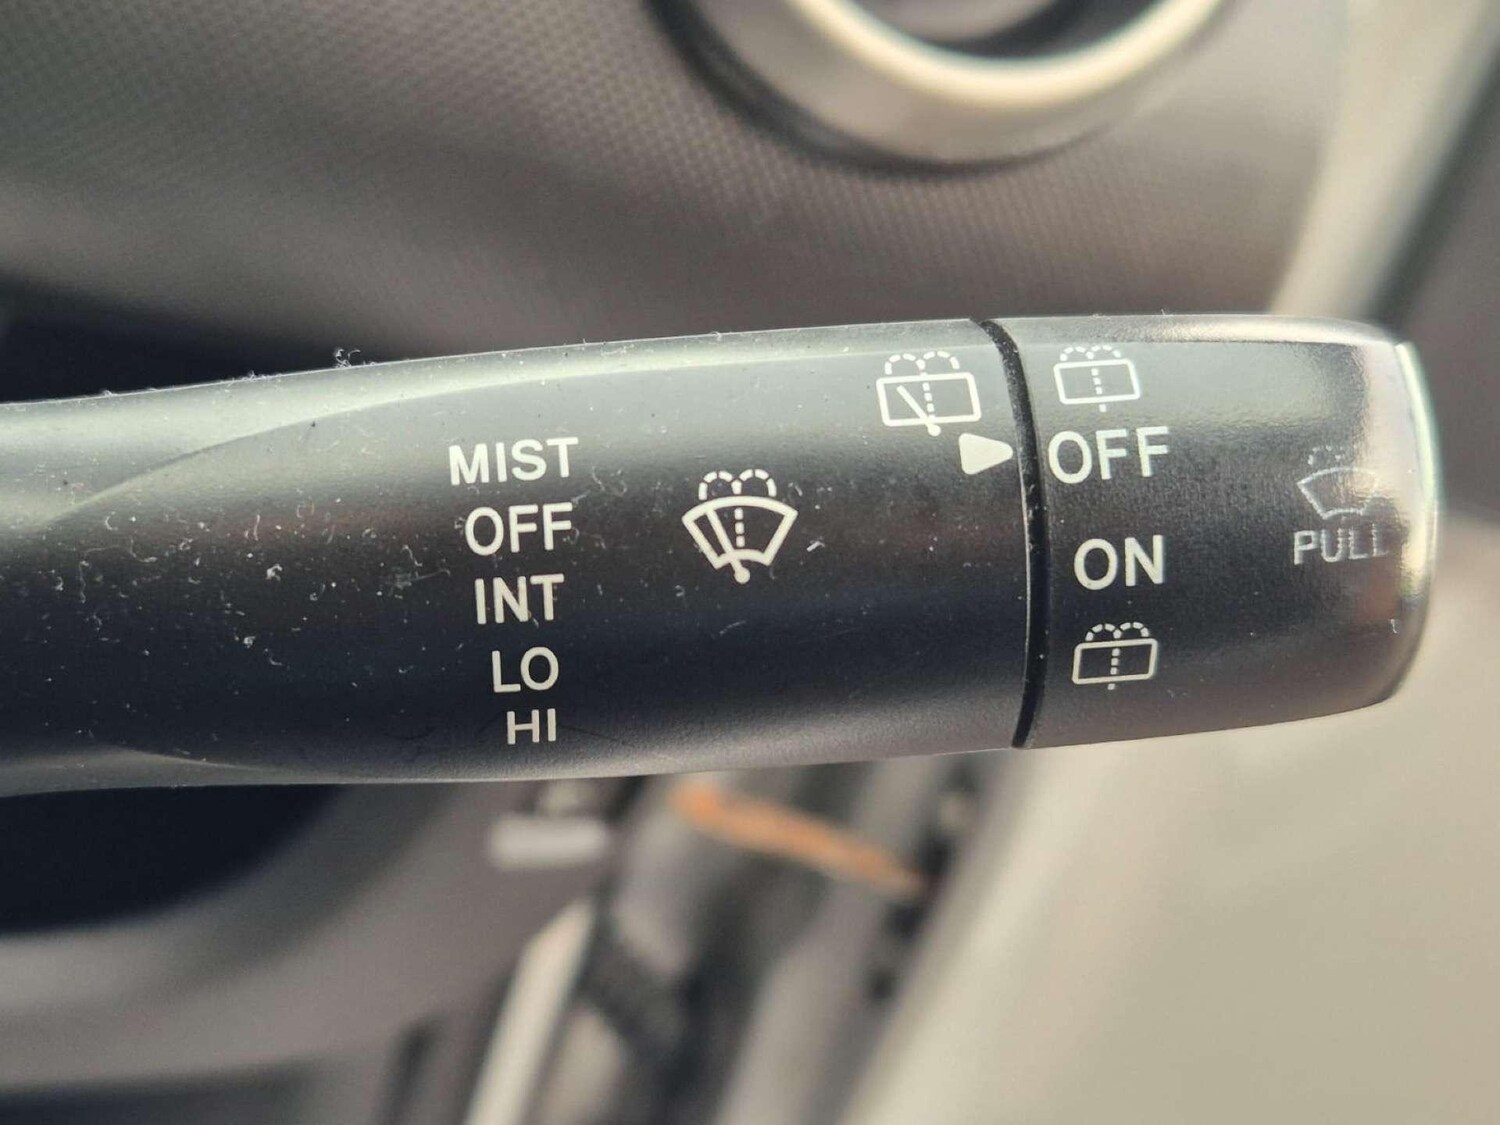 MIST
OFF
INT
LO
HI
OFF
ON
PULL